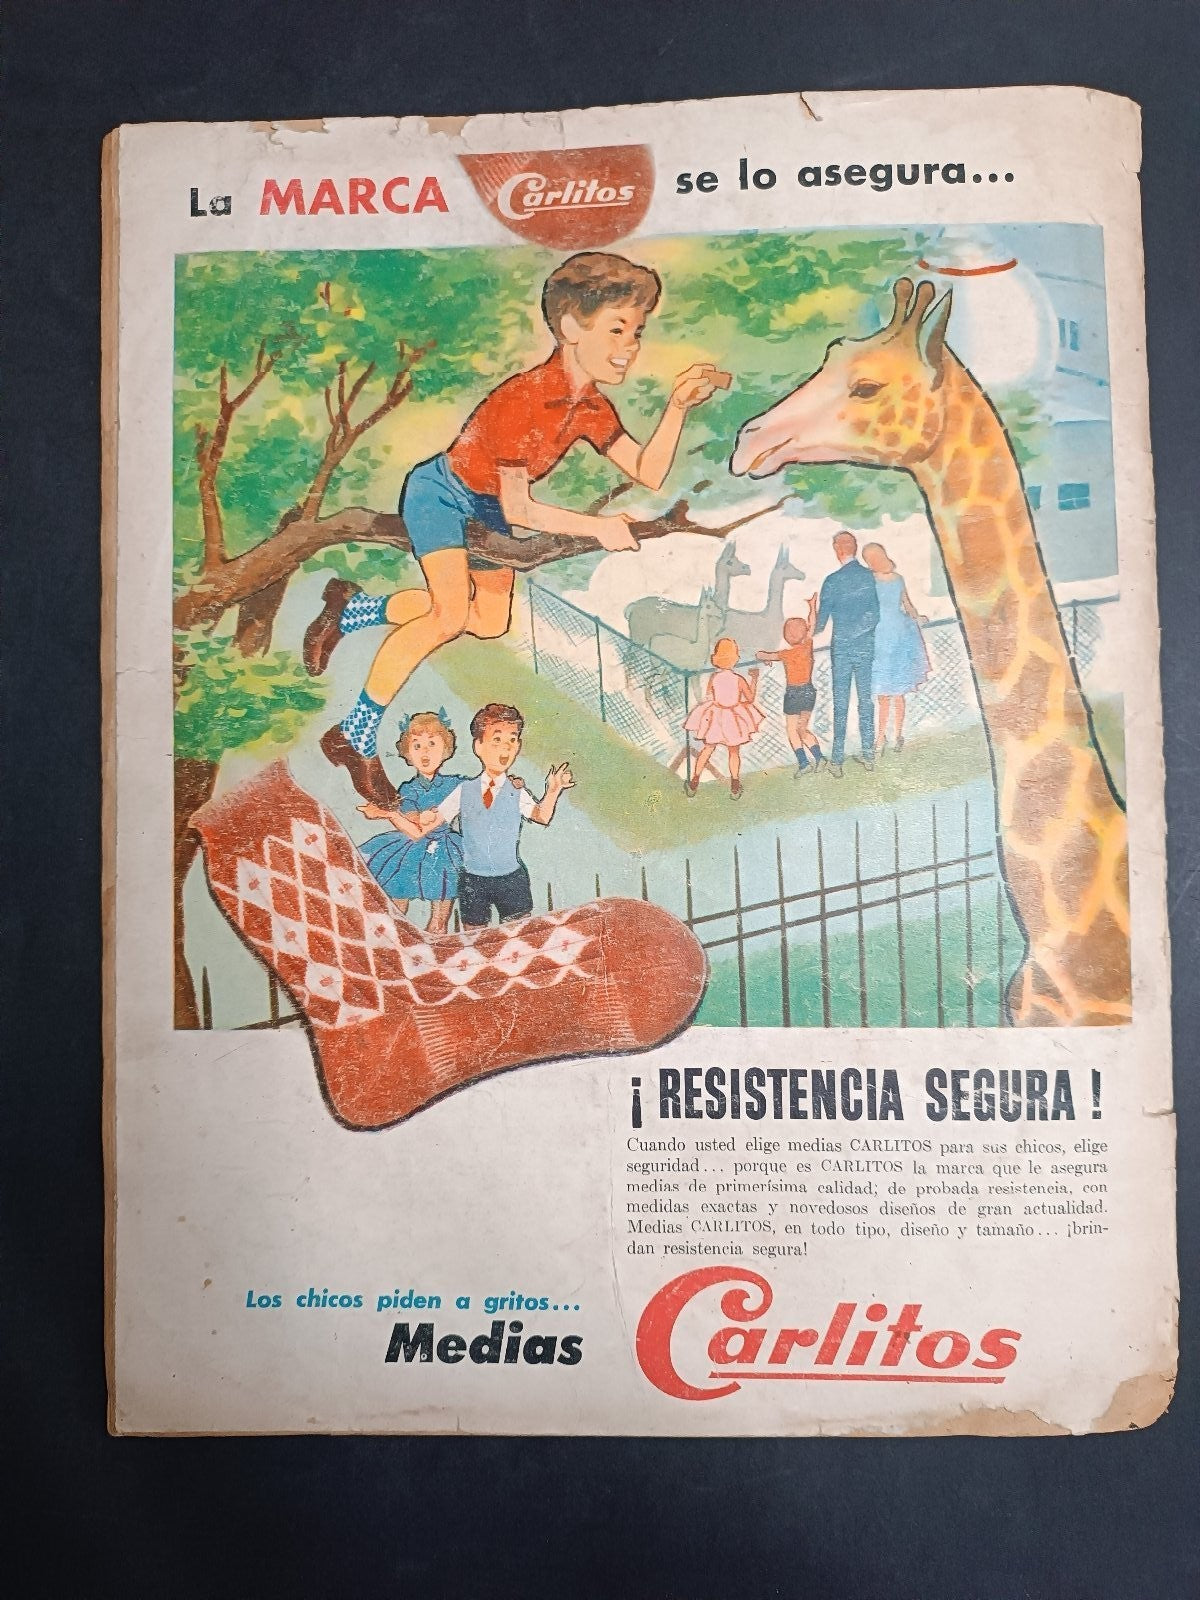 La MARCA Carlitos se lo asegura...
¡ RESISTENCIA SEGURA !
Cuando usted elige medias CARLITOS para sus chicos, elige
seguridad... porque es CARLITOS la marca que le asegura
medias de primerísima calidad; de probada resistencia, con
medidas exactas y novedosos diseños de gran actualidad.
Medias CARLITOS, en todo tipo, diseño y tamaño... ¡brin-
dan resistencia segura!
Los chicos piden a gritos...
Medias Carlitos